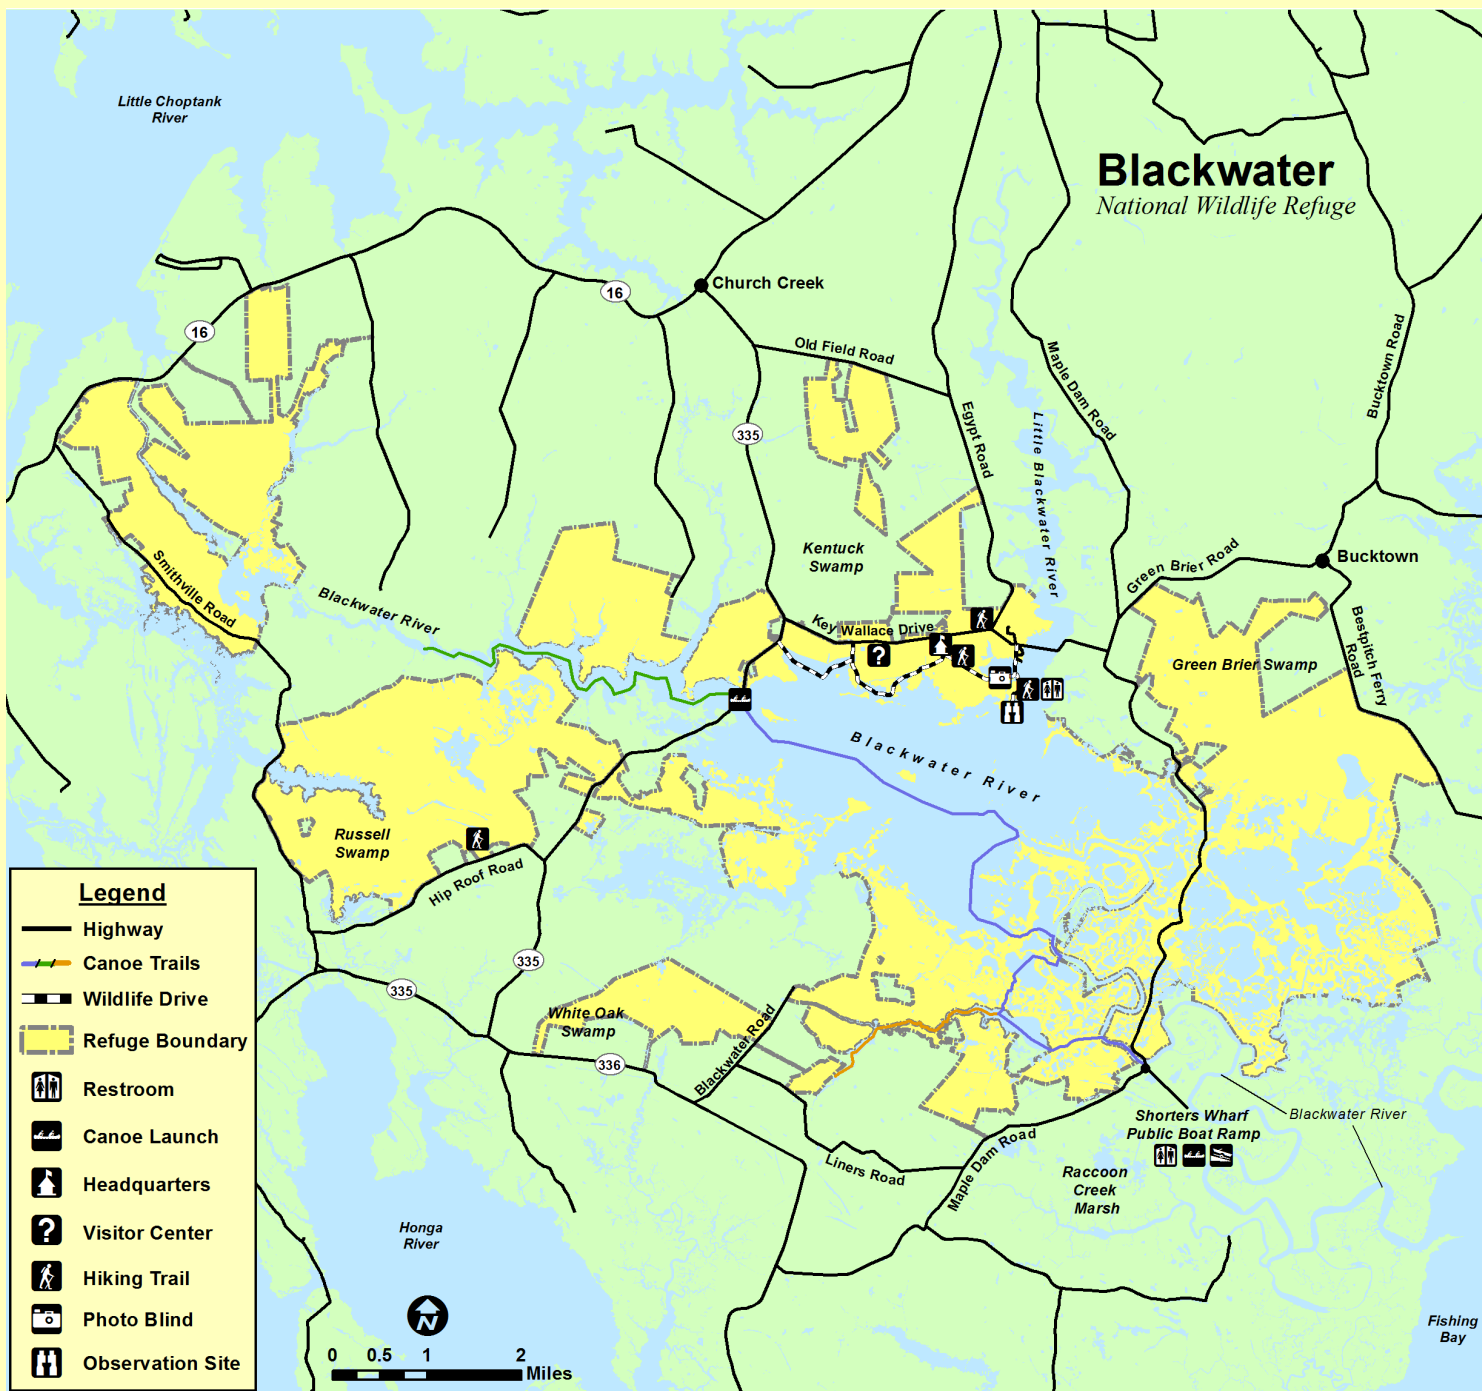 Little Choptank
River
Blackwater
National Wildlife Refuge
16
Church Creek
16
Old Field Road
Maple Dam Road
Bucktown Road
335
Egypt Road
Little Blackwater River
Kentuck
Swamp
Green Brier Road
Bucktown
Smithville Road
Blackwater River
Key Wallace Drive
Bestpitch Ferry
Road
Green Brier Swamp
?
Blackwater River
Russell
Swamp
Hip Roof Road
335
335
White Oak
Swamp
336
Blackwater Road
Shorters Wharf
Public Boat Ramp
Blackwater River
Liners Road
Maple Dam Road
Raccoon
Creek
Marsh
Honga
River
Fishing
Bay
Legend
Highway
Canoe Trails
Wildlife Drive
Refuge Boundary
Restroom
Canoe Launch
Headquarters
? Visitor Center
Hiking Trail
Photo Blind
Observation Site
N
0 0.5 1 2
Miles